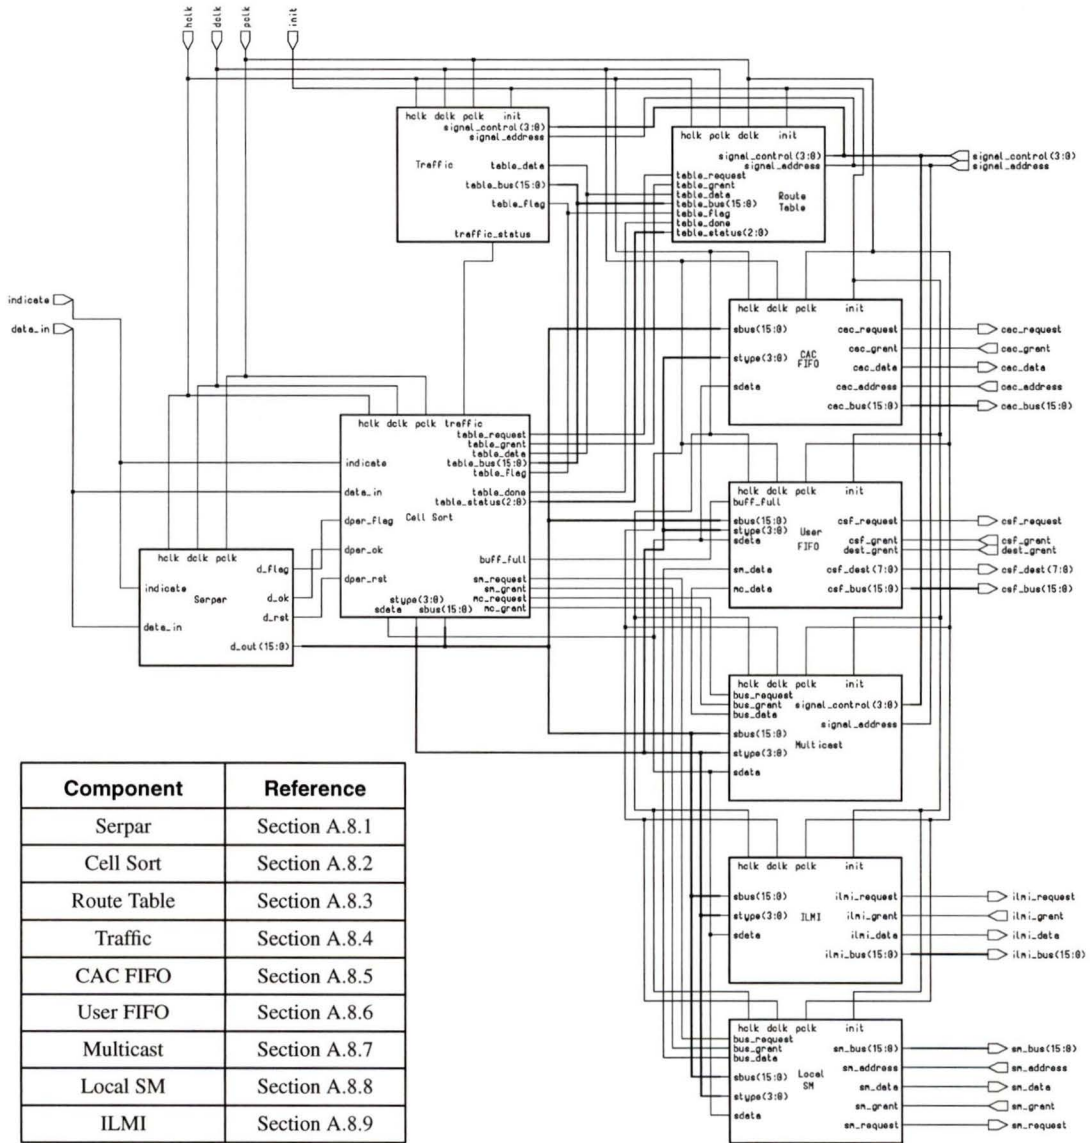 hclk
dclk
pclk
init
hclk dclk pclk init
signal_control(3:0)
signal_address
Traffic
table_data
table_bus(15:0)
table_flag
traffic_status
hclk pclk dclk init
signal_control(3:0)
signal_address
table_request
table_grant
table_data
table_bus(15:0)
table_flag
table_done
table_status(2:0)
Route
Table
signal_control(3:0)
signal_address
indicate
data_in
hclk dclk pclk init
sbus(15:0)
stype(3:0)
sdata
CAC
FIFO
cac_request
cac_grant
cac_data
cac_address
cac_bus(15:0)
cac_request
cac_grant
cac_data
cac_address
cac_bus(15:0)
hclk dclk pclk traffic
table_request
table_grant
table_data
table_bus(15:0)
table_flag
indicate
data_in
table_done
table_status(2:0)
Cell Sort
dpar_flag
dpar_ok
dpar_rst
buff_full
sm_request
sm_grant
mc_request
mc_grant
stype(3:0)
sdata sbus(15:0)
hclk dclk pclk
indicate
Serpar
data_in
d_flag
d_ok
d_rst
d_out(15:0)
hclk dclk pclk init
buff_full
sbus(15:0)
stype(3:0)
sdata
sm_data
mc_data
User
FIFO
csf_request
csf_grant
dest_grant
csf_dest(7:0)
csf_bus(15:0)
csf_request
csf_grant
dest_grant
csf_dest(7:0)
csf_bus(15:0)
hclk dclk pclk init
bus_request
bus_grant
bus_data
sbus(15:0)
stype(3:0)
sdata
Multicast
signal_control(3:0)
signal_address
hclk dclk pclk init
sbus(15:0)
stype(3:0)
sdata
ILMI
ilmi_request
ilmi_grant
ilmi_data
ilmi_bus(15:0)
ilmi_request
ilmi_grant
ilmi_data
ilmi_bus(15:0)
hclk dclk pclk init
bus_request
bus_grant
bus_data
sbus(15:0)
stype(3:0)
sdata
Local
SM
sm_bus(15:0)
sm_address
sm_data
sm_grant
sm_request
sm_bus(15:0)
sm_address
sm_data
sm_grant
sm_request
Component Reference
Serpar Section A.8.1
Cell Sort Section A.8.2
Route Table Section A.8.3
Traffic Section A.8.4
CAC FIFO Section A.8.5
User FIFO Section A.8.6
Multicast Section A.8.7
Local SM Section A.8.8
ILMI Section A.8.9